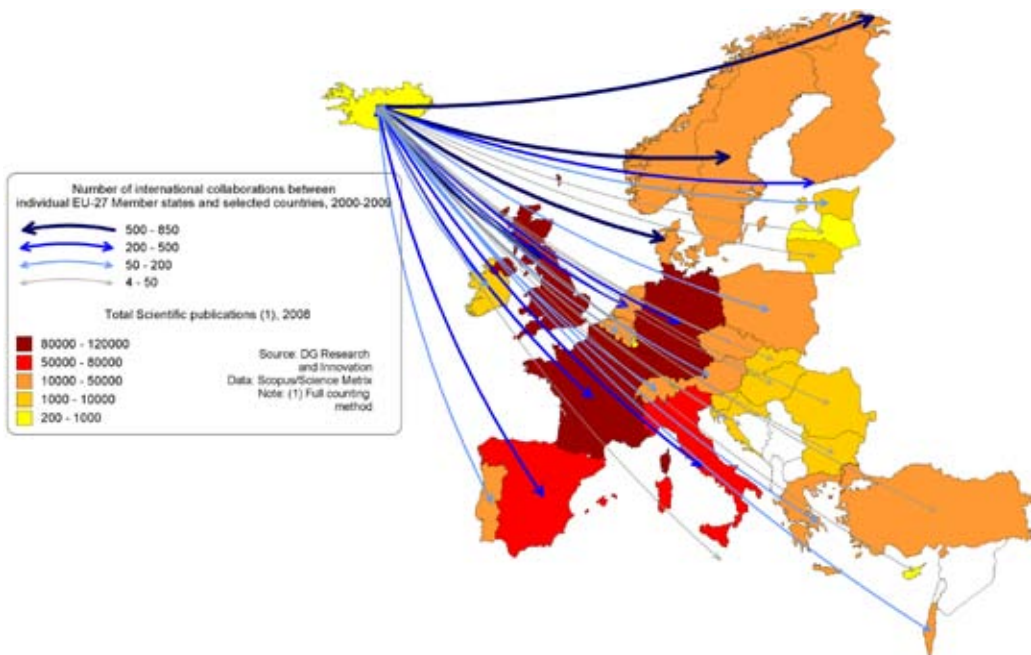 Number of international collaborations between
individual EU-27 Member states and selected countries, 2000-2009
500 - 850
200 - 500
50 - 200
4 - 50
Total Scientific publications (1), 2008
80000 - 120000
50000 - 80000
10000 - 50000
1000 - 10000
200 - 1000
Source: DG Research
and Innovation
Data: Scopus/Science Metrix
Note: (1) Full counting
method